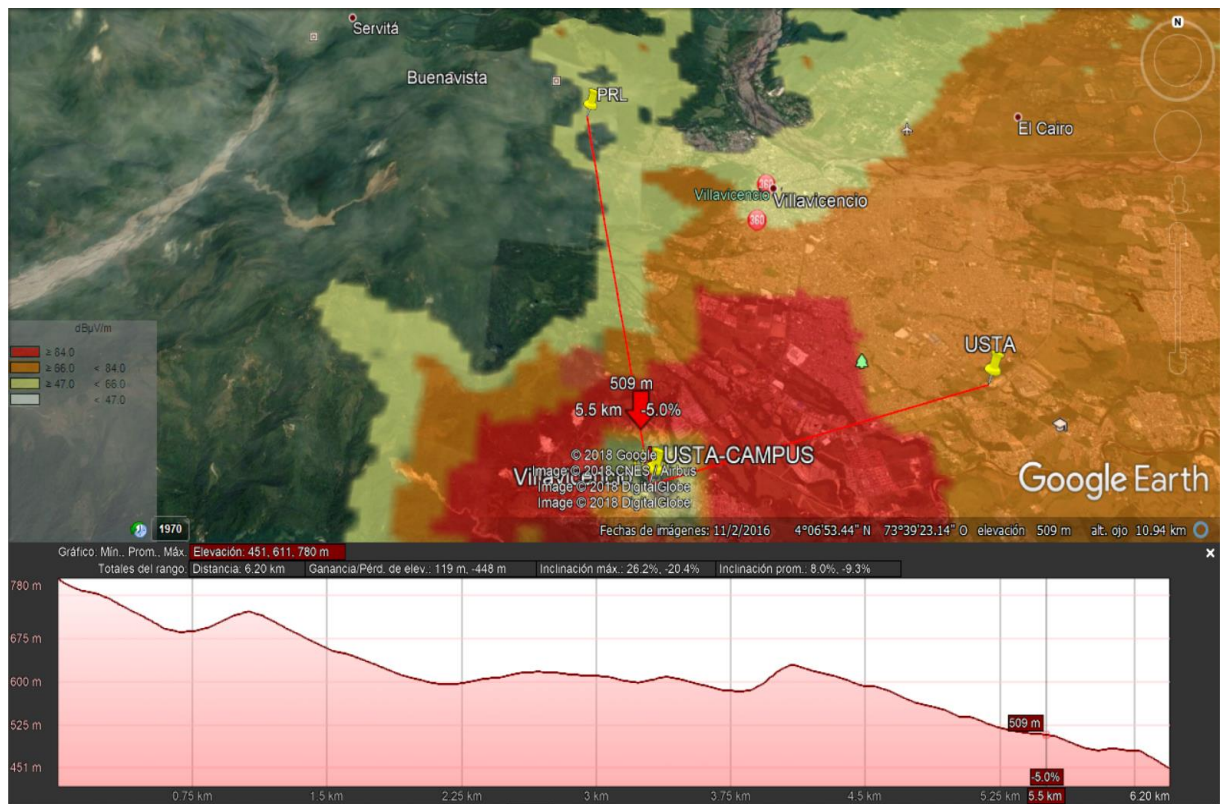 Servitá
N
Buenavista
PRL
El Cairo
360
Villavicencio
Villavicencio
360
dBµV/m
≥ 84.0
≥ 66.0 < 84.0
≥ 47.0 < 66.0
< 47.0
USTA
509 m
5.5 km -5.0%
© 2018 Google
USTA-CAMPUS
Image © 2018 CNES / Airbus
Villavicencio
Image © 2018 DigitalGlobe
Image © 2018 DigitalGlobe
Google Earth
1970
Fechas de imágenes: 11/2/2016 4°06'53.44" N 73°39'23.14" O elevación 509 m alt. ojo 10.94 km
Gráfico: Mín., Prom., Máx. Elevación: 451, 611, 780 m
Totales del rango: Distancia: 6.20 km Ganancia/Pérd. de elev.: 119 m, -448 m Inclinación máx.: 26.2%, -20.4% Inclinación prom.: 8.0%, -9.3%
780 m
675 m
600 m
525 m
509 m
451 m
-5.0%
0.75 km 1.5 km 2.25 km 3 km 3.75 km 4.5 km 5.25 km 5.5 km 6.20 km